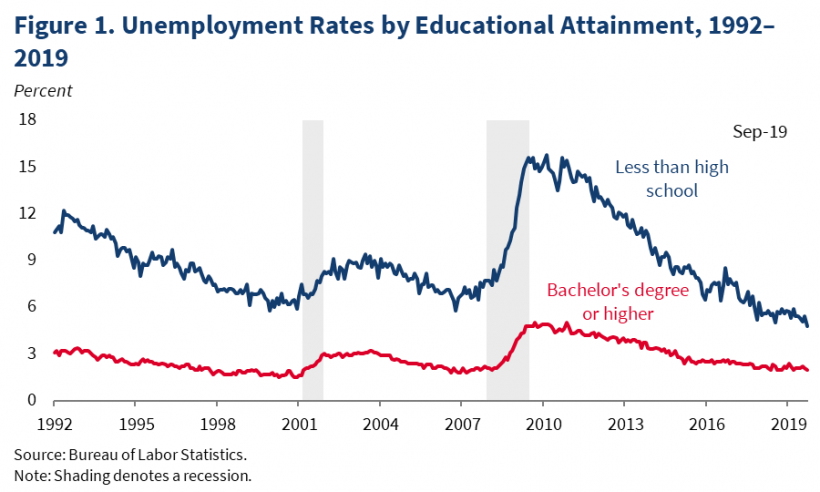 Figure 1. Unemployment Rates by Educational Attainment, 1992–
2019
Percent
18
Sep-19
15
Less than high
school
12
9
Bachelor's degree
or higher
6
3
0
1992 1995 1998 2001 2004 2007 2010 2013 2016 2019
Source: Bureau of Labor Statistics.
Note: Shading denotes a recession.